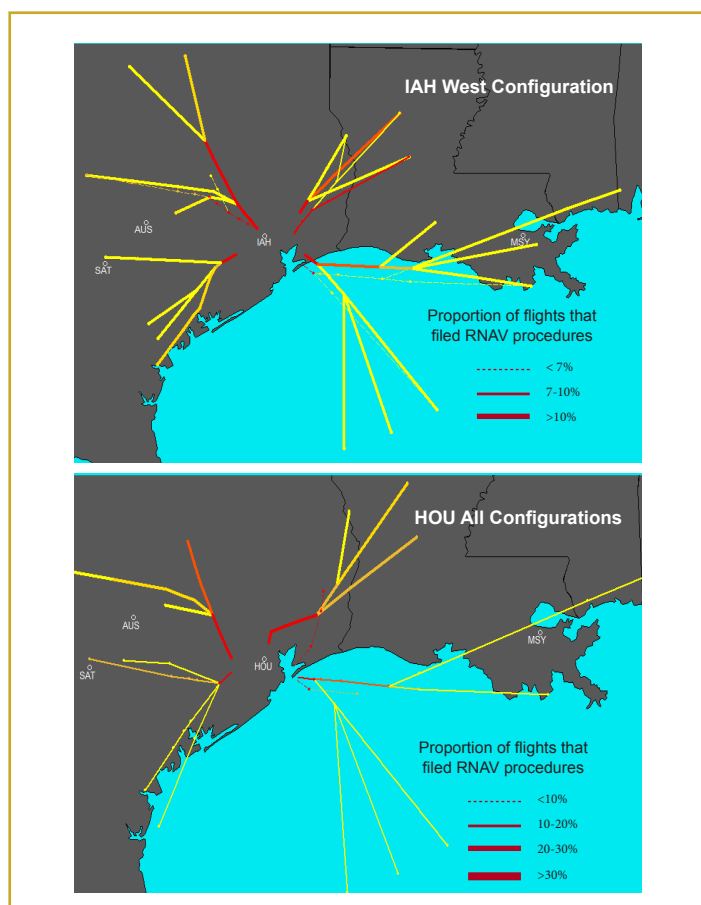 IAH West Configuration
AUS
IAH
MSY
SAT
Proportion of flights that
filed RNAV procedures
< 7%
7-10%
>10%
HOU All Configurations
AUS
MSY
HOU
SAT
Proportion of flights that
filed RNAV procedures
<10%
10-20%
20-30%
>30%